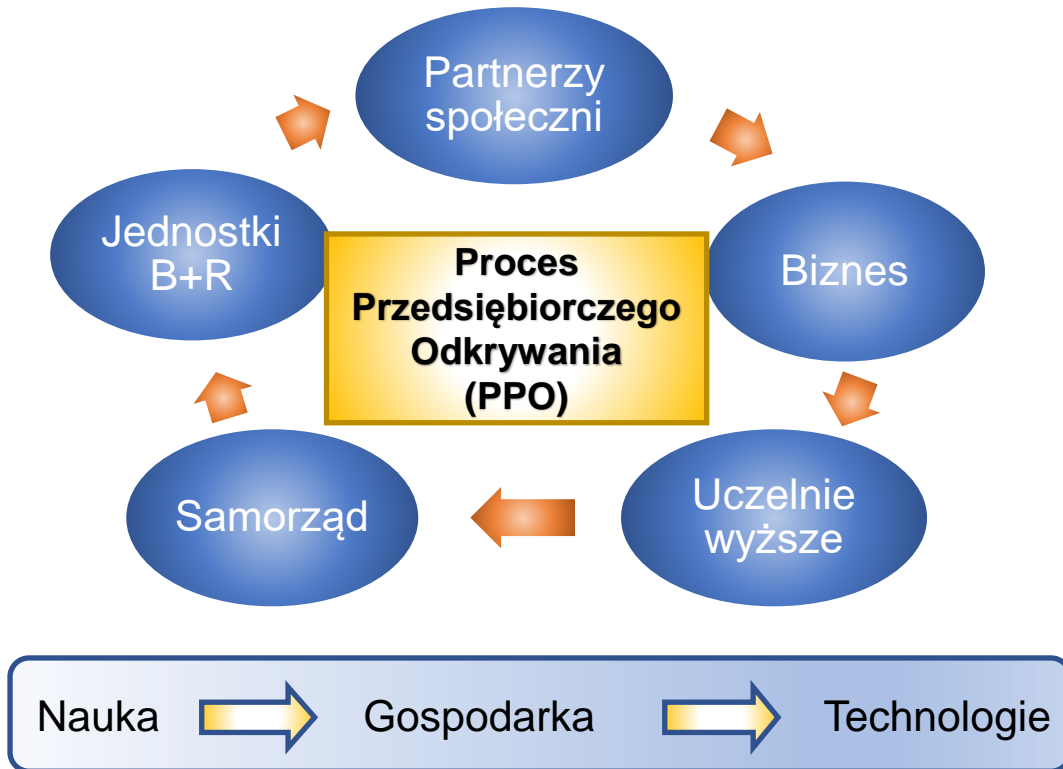 Partnerzy
społeczni
Jednostki
B+R
Proces
Przedsiębiorczego
Odkrywania
(PPO)
Biznes
Samorząd
Uczelnie
wyższe
Nauka
Gospodarka
Technologie